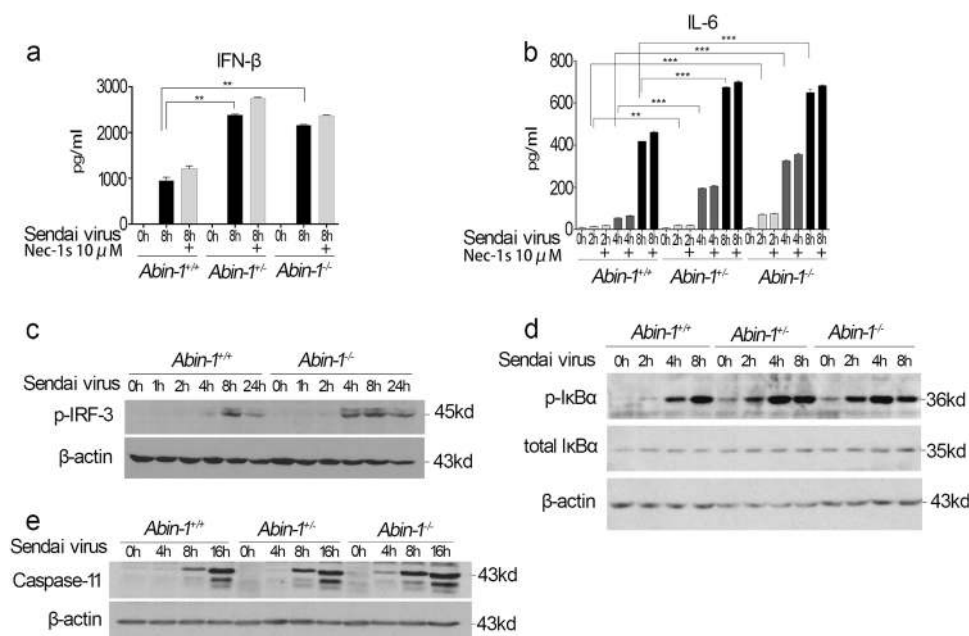 a
IFN-β
**
**
3000
2000
1000
0
pg/ml
0h 8h 8h 0h 8h 8h 0h 8h 8h
Sendai virus
Nec-1s 10 μM + + +
Abin-1+/+ Abin-1+/- Abin-1-/-
b
IL-6
***
***
***
***
***
**
800
600
400
200
0
pg/ml
0h 2h 2h 4h 4h 8h 8h 0h 2h 2h 4h 4h 8h 8h 0h 2h 2h 4h 4h 8h 8h
Sendai virus
Nec-1s 10 μM + + + + + + + + +
Abin-1+/+ Abin-1+/- Abin-1-/-
c
Abin-1+/+ Abin-1-/-
Sendai virus 0h 1h 2h 4h 8h 24h 0h 1h 2h 4h 8h 24h
p-IRF-3 45kd
β-actin 43kd
d
Abin-1+/+ Abin-1+/- Abin-1-/-
Sendai virus 0h 2h 4h 8h 0h 2h 4h 8h 0h 2h 4h 8h
p-IκBα 36kd
total IκBα 35kd
β-actin 43kd
e
Abin-1+/+ Abin-1+/- Abin-1-/-
Sendai virus 0h 4h 8h 16h 0h 4h 8h 16h 0h 4h 8h 16h
Caspase-11 43kd
β-actin 43kd